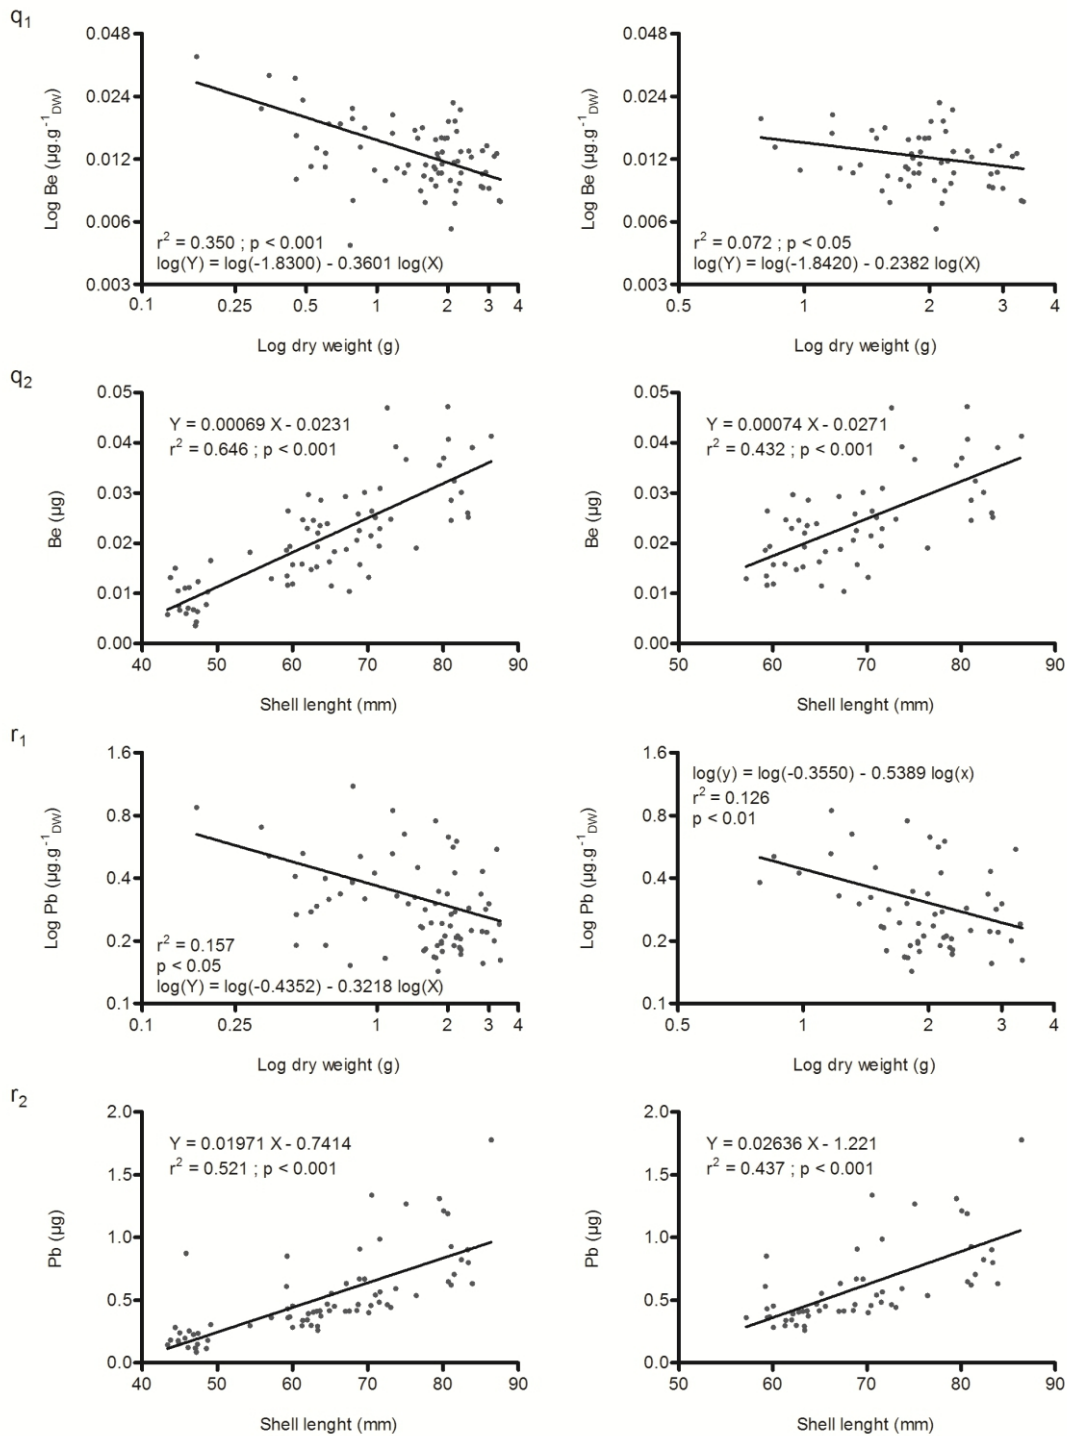 q1
0.048
0.024
0.012
0.006
0.003
Log Be (µg.g-1DW)
r2 = 0.350 ; p < 0.001
log(Y) = log(-1.8300) - 0.3601 log(X)
0.1 0.25 0.5 1 2 3 4
Log dry weight (g)
0.048
0.024
0.012
0.006
0.003
Log Be (µg.g-1DW)
r2 = 0.072 ; p < 0.05
log(Y) = log(-1.8420) - 0.2382 log(X)
0.5 1 2 3 4
Log dry weight (g)
q2
0.05
0.04
0.03
0.02
0.01
0.00
Be (µg)
Y = 0.00069 X - 0.0231
r2 = 0.646 ; p < 0.001
40 50 60 70 80 90
Shell lenght (mm)
0.05
0.04
0.03
0.02
0.01
0.00
Be (µg)
Y = 0.00074 X - 0.0271
r2 = 0.432 ; p < 0.001
50 60 70 80 90
Shell lenght (mm)
r1
1.6
0.8
0.4
0.2
0.1
Log Pb (µg.g-1DW)
r2 = 0.157
p < 0.05
log(Y) = log(-0.4352) - 0.3218 log(X)
0.1 0.25 1 2 3 4
Log dry weight (g)
1.6
0.8
0.4
0.2
0.1
Log Pb (µg.g-1DW)
log(y) = log(-0.3550) - 0.5389 log(x)
r2 = 0.126
p < 0.01
0.5 1 2 3 4
Log dry weight (g)
r2
2.0
1.5
1.0
0.5
0.0
Pb (µg)
Y = 0.01971 X - 0.7414
r2 = 0.521 ; p < 0.001
40 50 60 70 80 90
Shell lenght (mm)
2.0
1.5
1.0
0.5
0.0
Pb (µg)
Y = 0.02636 X - 1.221
r2 = 0.437 ; p < 0.001
50 60 70 80 90
Shell lenght (mm)